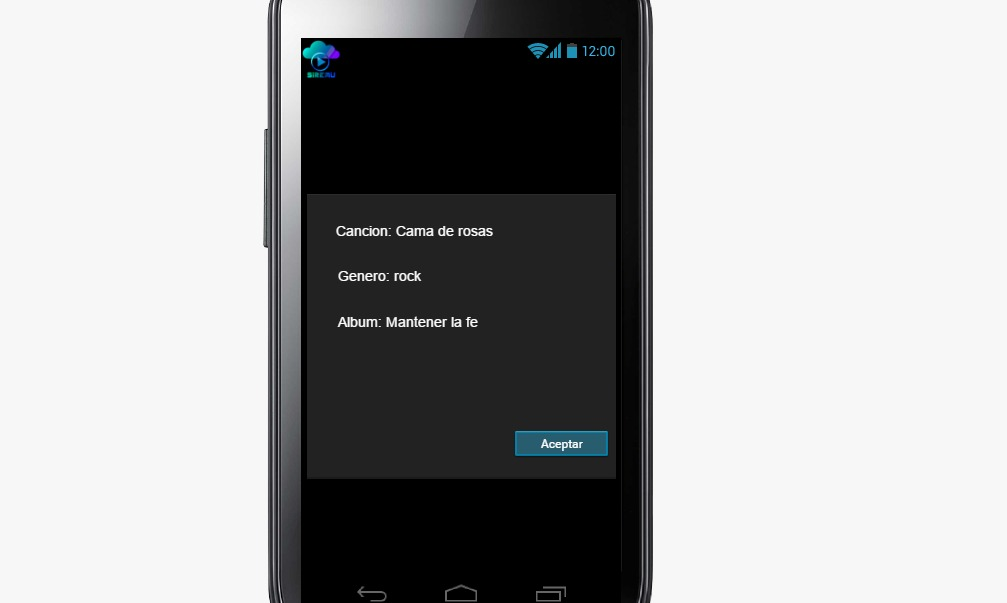 12:00
Cancion: Cama de rosas
Genero: rock
Album: Mantener la fe
Aceptar